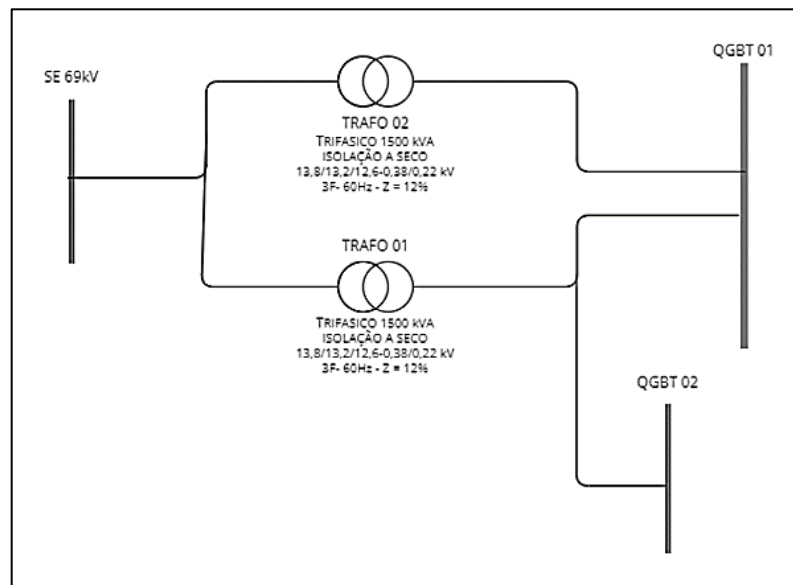 QGBT 01
SE 69kV
TRAFO 02
TRIFASICO 1500 kVA
ISOLAÇÃO A SECO
13,8/13,2/12,6-0,38/0,22 kV
3F- 60Hz - Z = 12%
TRAFO 01
TRIFASICO 1500 kVA
ISOLAÇÃO A SECO
13,8/13,2/12,6-0,38/0,22 kV
3F- 60Hz - Z = 12%
QGBT 02